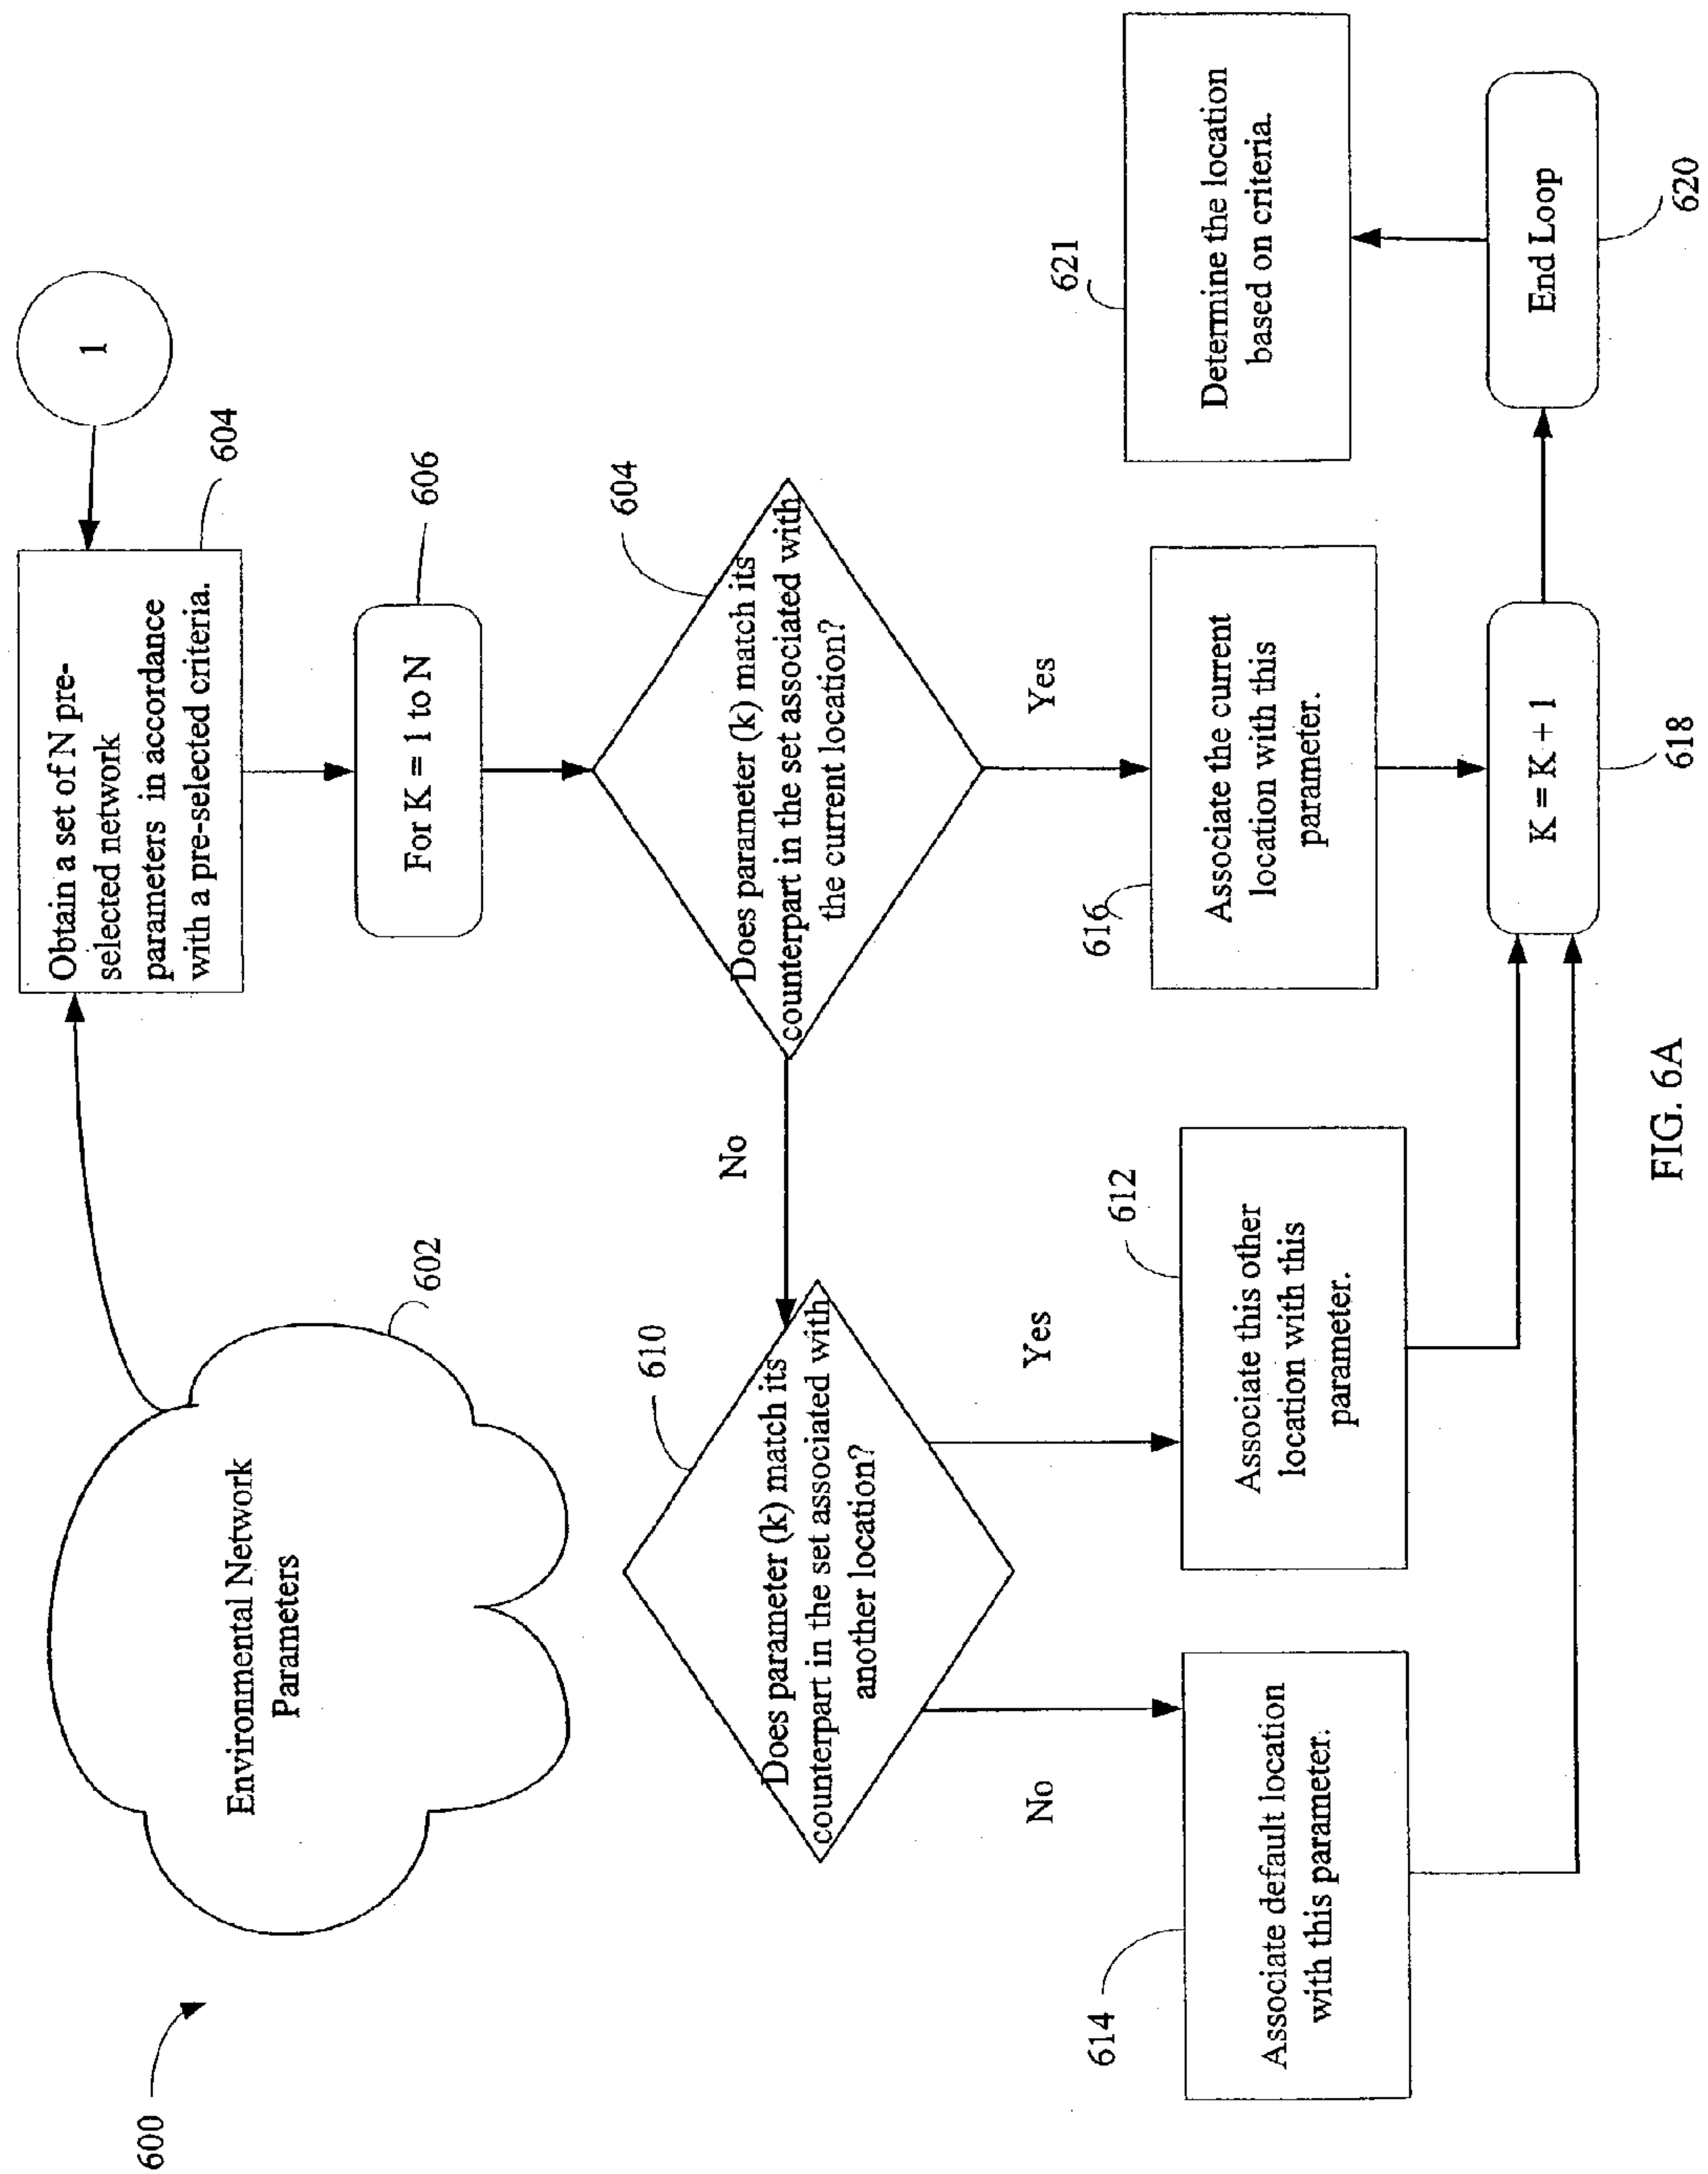 600
Environmental Network
Parameters
602
1
Obtain a set of N pre-
selected network
parameters in accordance
with a pre-selected criteria.
604
For K = 1 to N
606
Does parameter (k) match its
counterpart in the set associated with
the current location?
604
No
Yes
Does parameter (k) match its
counterpart in the set associated with
another location?
610
No
Yes
Associate default location
with this parameter.
614
Associate this other
location with this
parameter.
612
Associate the current
location with this
parameter.
616
K = K + 1
618
End Loop
620
Determine the location
based on criteria.
621
FIG. 6A